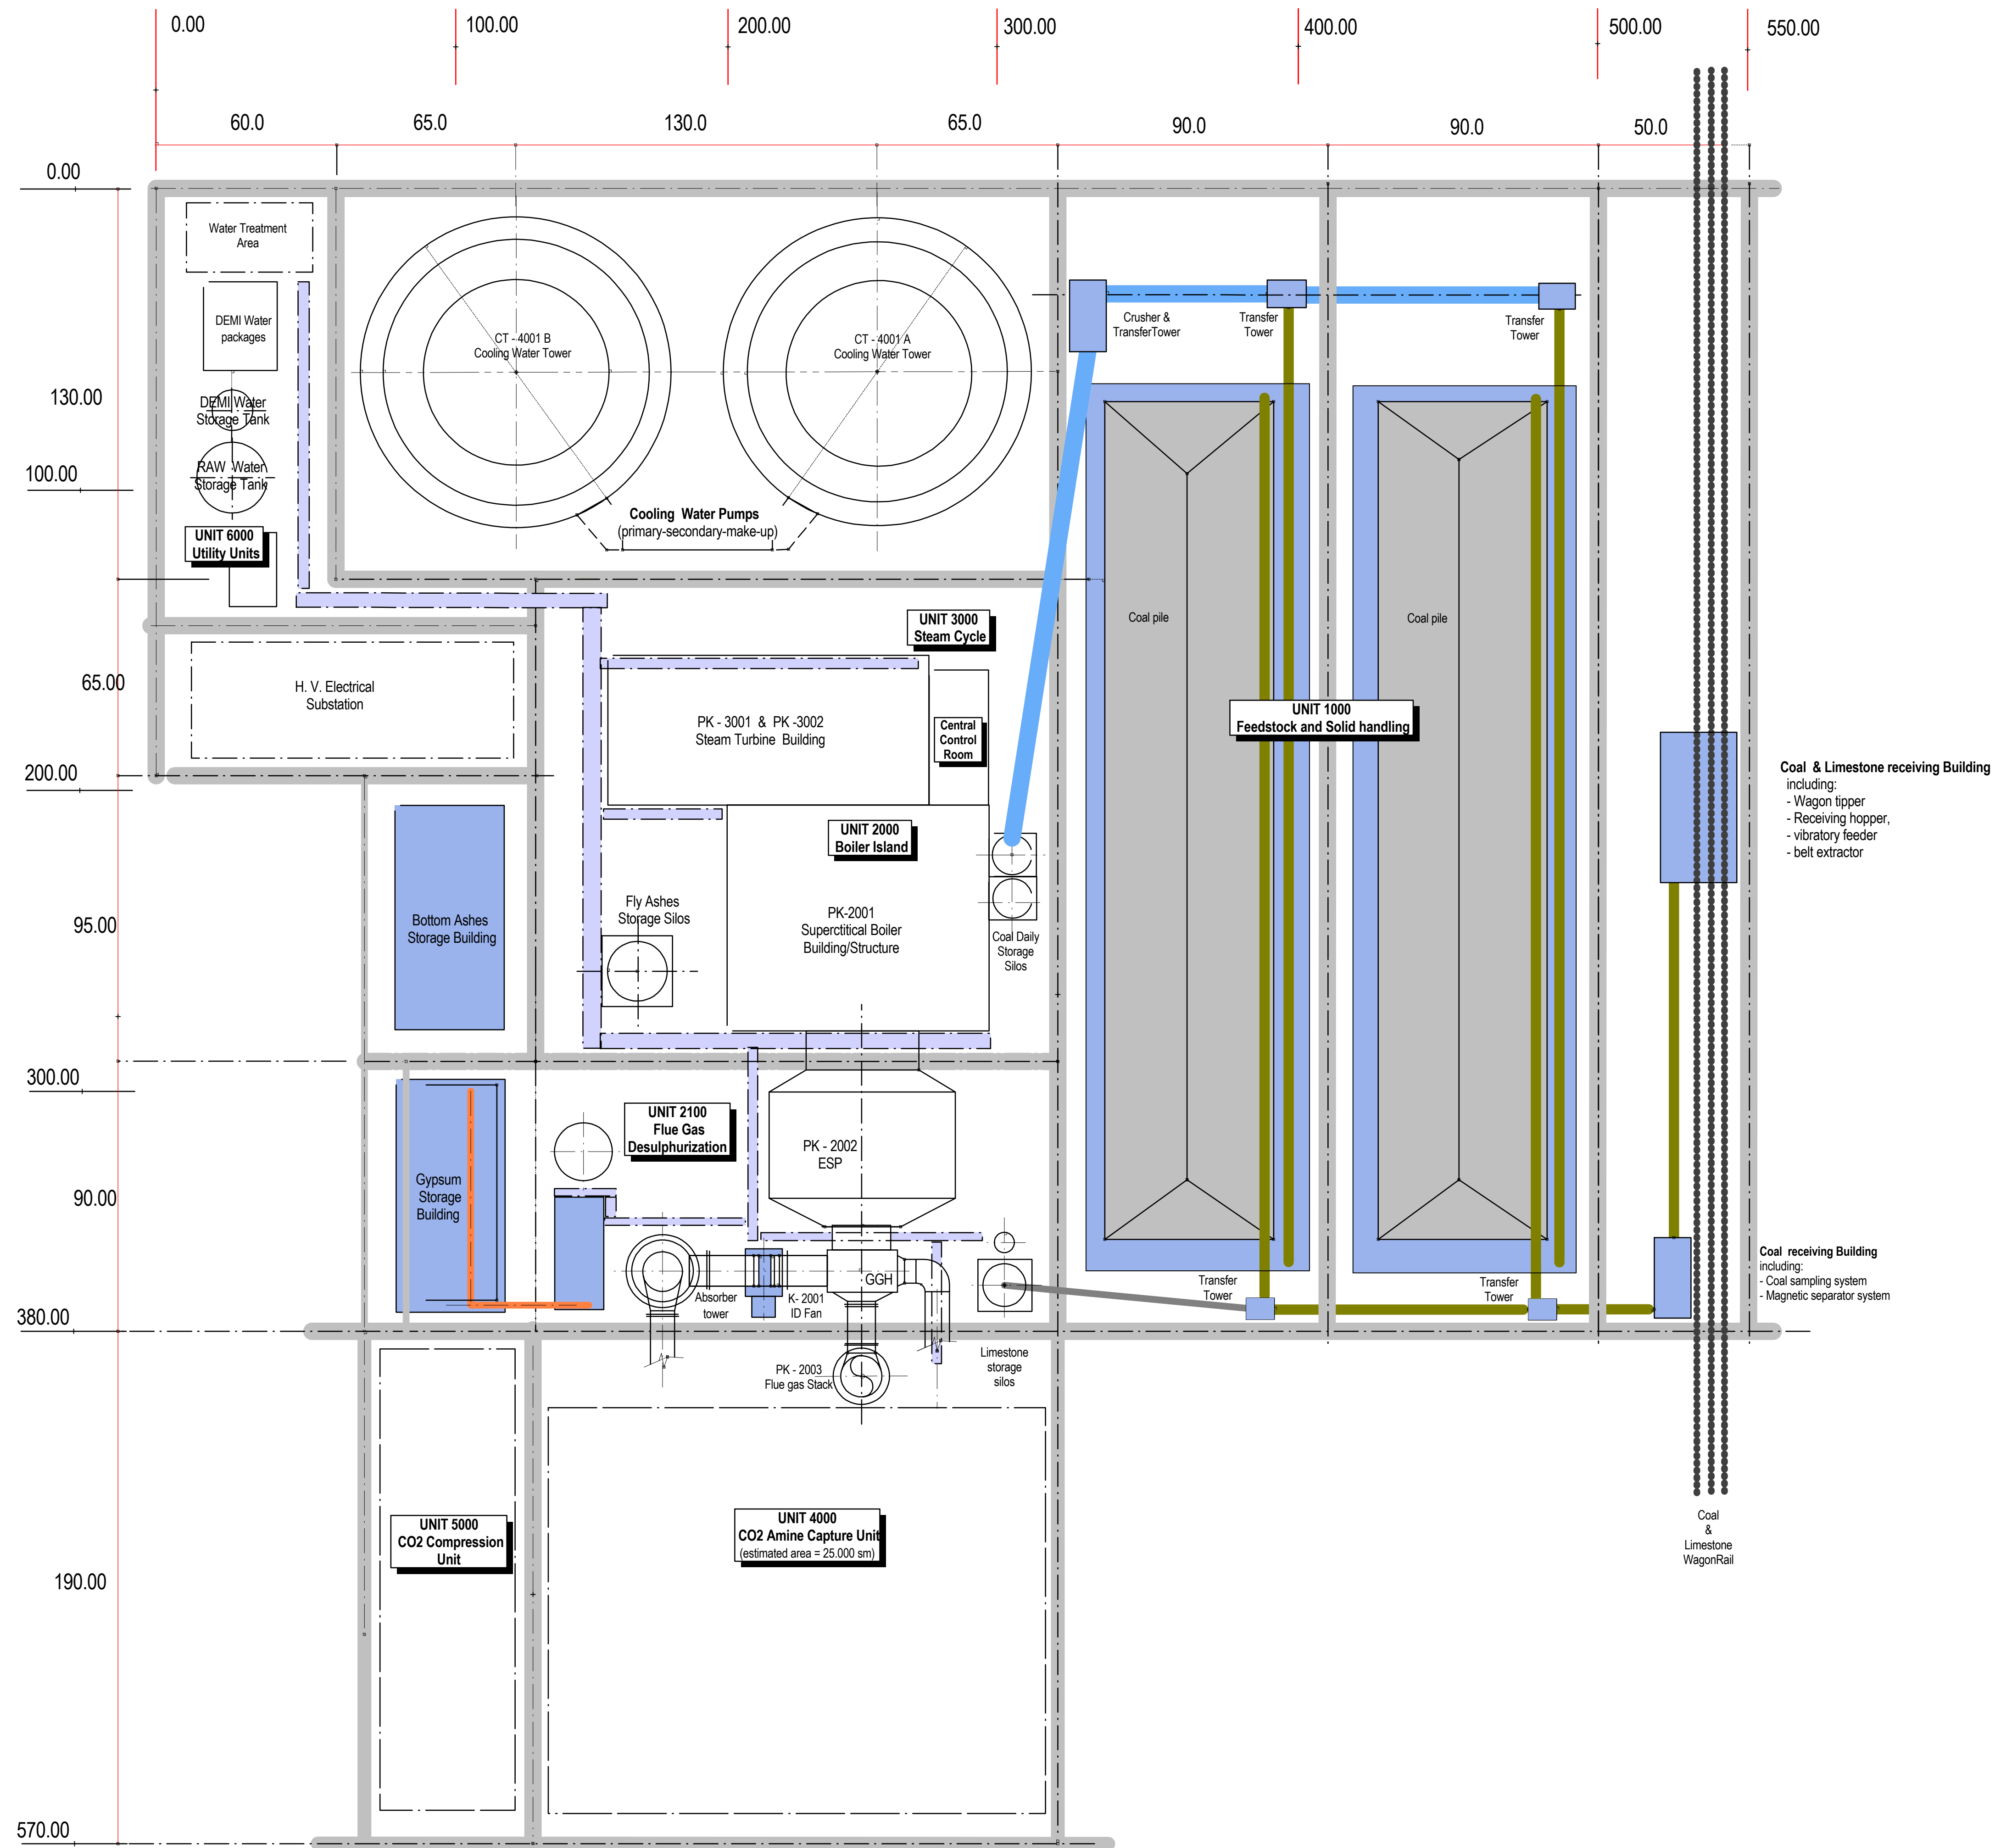 0.00
100.00
200.00
300.00
400.00
500.00
550.00
60.0
65.0
130.0
65.0
90.0
90.0
50.0
0.00
130.00
100.00
65.00
200.00
95.00
300.00
90.00
380.00
190.00
570.00
Water Treatment
Area
DEMI Water
packages
DEMI Water
Storage Tank
RAW Water
Storage Tank
UNIT 6000
Utility Units
CT - 4001 B
Cooling Water Tower
CT - 4001 A
Cooling Water Tower
Cooling Water Pumps
(primary-secondary-make-up)
Crusher &
TransferTower
Transfer
Tower
Transfer
Tower
Coal pile
Coal pile
UNIT 3000
Steam Cycle
H. V. Electrical
Substation
PK - 3001 & PK -3002
Steam Turbine Building
Central
Control
Room
UNIT 1000
Feedstock and Solid handling
Coal & Limestone receiving Building
including:
- Wagon tipper
- Receiving hopper,
- vibratory feeder
- belt extractor
UNIT 2000
Boiler Island
Bottom Ashes
Storage Building
Fly Ashes
Storage Silos
PK-2001
Superctitical Boiler
Building/Structure
Coal Daily
Storage
Silos
UNIT 2100
Flue Gas
Desulphurization
PK - 2002
ESP
Gypsum
Storage
Building
GGH
Absorber
tower
K- 2001
ID Fan
Transfer
Tower
Transfer
Tower
Coal receiving Building
including:
- Coal sampling system
- Magnetic separator system
PK - 2003
Flue gas Stack
Limestone
storage
silos
UNIT 5000
CO2 Compression
Unit
UNIT 4000
CO2 Amine Capture Unit
(estimated area = 25.000 sm)
Coal
&
Limestone
WagonRail